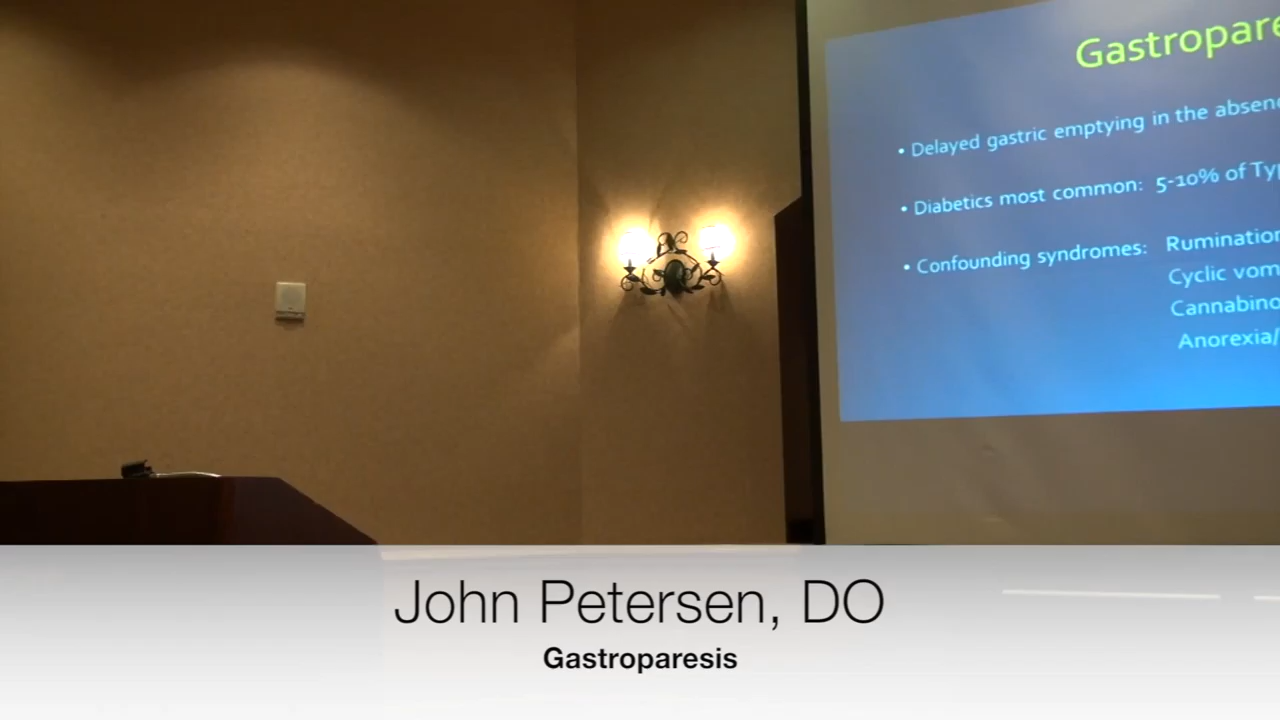 Gastropare
• Delayed gastric emptying in the absen
• Diabetics most common: 5-10% of Ty
• Confounding syndromes: Rumination
Cyclic vom
Cannabino
Anorexia/
John Petersen, DO
Gastroparesis